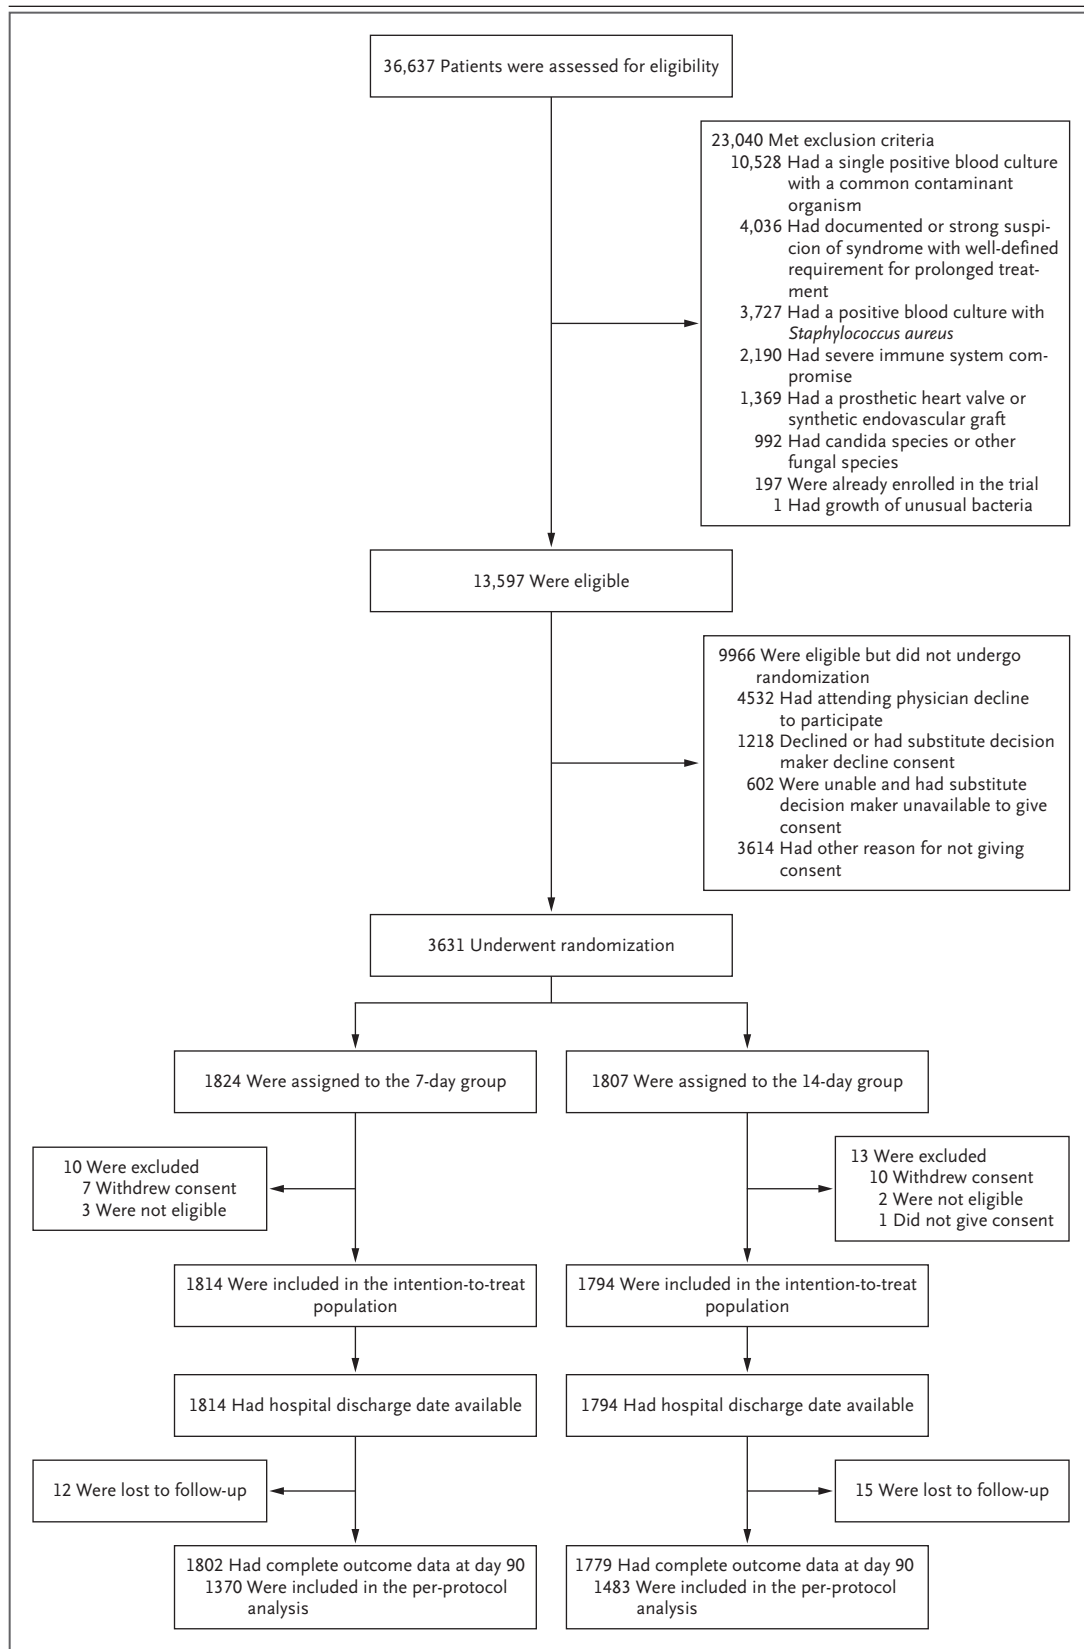 36,637 Patients were assessed for eligibility
23,040 Met exclusion criteria
10,528 Had a single positive blood culture
with a common contaminant
organism
4,036 Had documented or strong suspi-
cion of syndrome with well-defined
requirement for prolonged treat-
ment
3,727 Had a positive blood culture with
Staphylococcus aureus
2,190 Had severe immune system com-
promise
1,369 Had a prosthetic heart valve or
synthetic endovascular graft
992 Had candida species or other
fungal species
197 Were already enrolled in the trial
1 Had growth of unusual bacteria
13,597 Were eligible
9966 Were eligible but did not undergo
randomization
4532 Had attending physician decline
to participate
1218 Declined or had substitute decision
maker decline consent
602 Were unable and had substitute
decision maker unavailable to give
consent
3614 Had other reason for not giving
consent
3631 Underwent randomization
1824 Were assigned to the 7-day group
1807 Were assigned to the 14-day group
10 Were excluded
7 Withdrew consent
3 Were not eligible
13 Were excluded
10 Withdrew consent
2 Were not eligible
1 Did not give consent
1814 Were included in the intention-to-treat
population
1794 Were included in the intention-to-treat
population
1814 Had hospital discharge date available
1794 Had hospital discharge date available
12 Were lost to follow-up
15 Were lost to follow-up
1802 Had complete outcome data at day 90
1370 Were included in the per-protocol
analysis
1779 Had complete outcome data at day 90
1483 Were included in the per-protocol
analysis